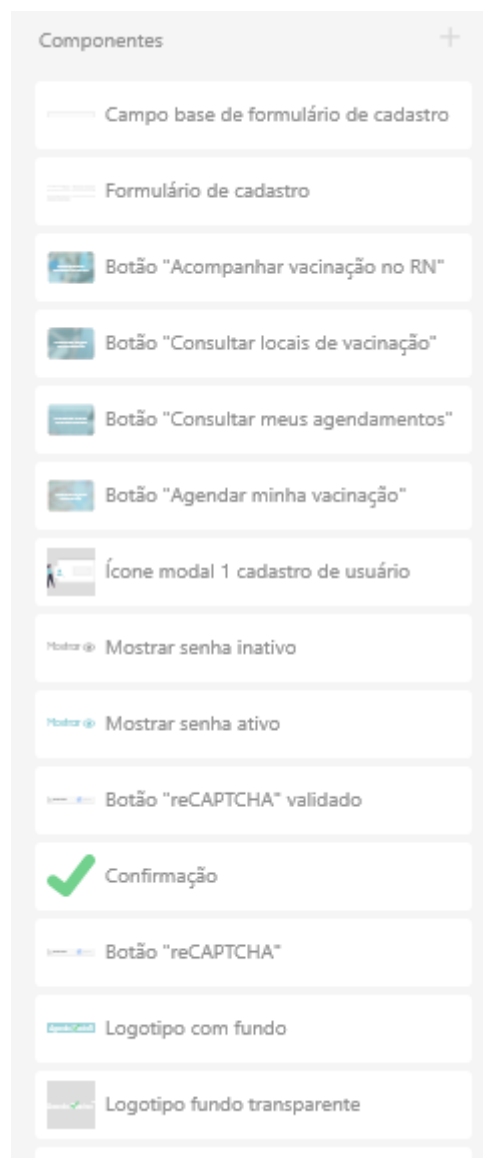 Componentes
Campo base de formulário de cadastro
Formulário de cadastro
Botão "Acompanhar vacinação no RN"
Botão "Consultar locais de vacinação"
Botão "Consultar meus agendamentos"
Botão "Agendar minha vacinação"
Ícone modal 1 cadastro de usuário
Mostrar Mostrar senha inativo
Mostrar Mostrar senha ativo
Botão "reCAPTCHA" validado
Confirmação
Botão "reCAPTCHA"
Logotipo com fundo
Logotipo fundo transparente